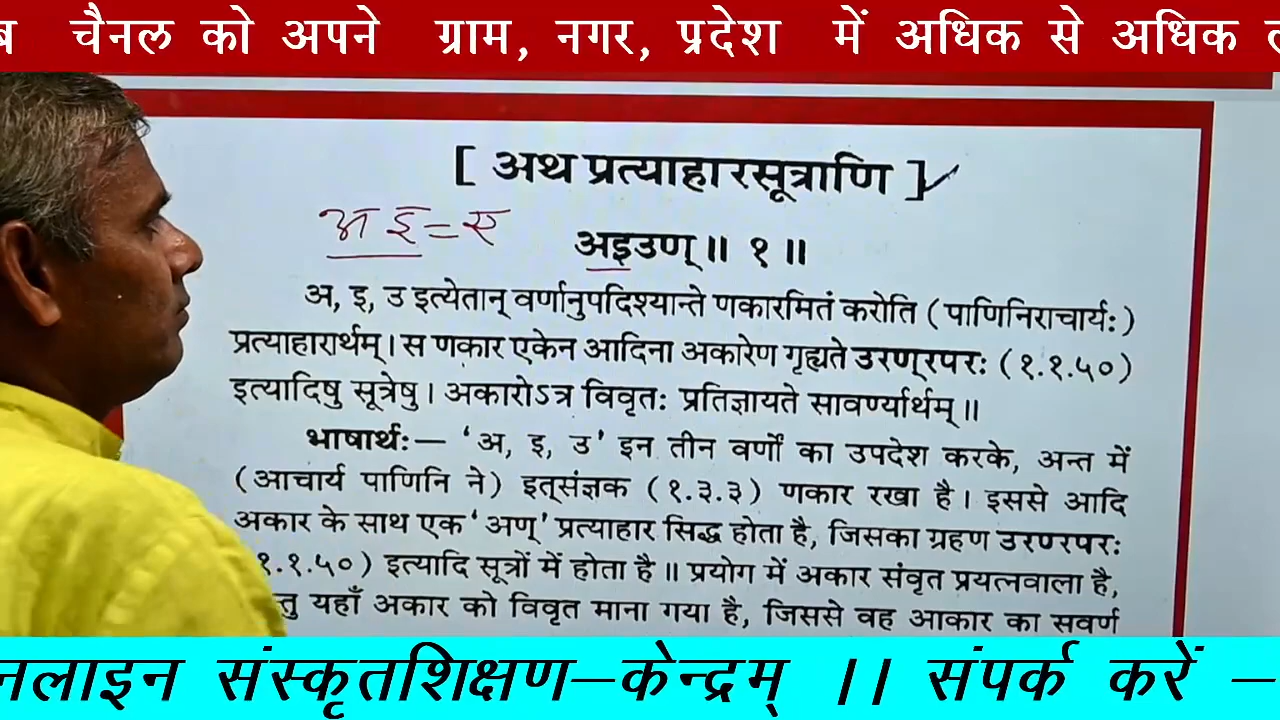 चैनल को अपने ग्राम, नगर, प्रदेश में अधिक से अधिक
[ अथ प्रत्याहारसूत्राणि ]
अ इ = ए
अइउण् ॥ १ ॥
अ, इ, उ इत्येतान् वर्णानुपदिश्यान्ते णकारमितं करोति ( पाणिनिराचार्यः )
प्रत्याहारार्थम् । स णकार एकेन आदिना अकारेण गृह्यते उरण्रपरः ( १.१.५० )
इत्यादिषु सूत्रेषु । अकारोऽत्र विवृतः प्रतिज्ञायते सावर्ण्यार्थम् ॥
भाषार्थः— ‘अ, इ, उ’ इन तीन वर्णों का उपदेश करके, अन्त में
(आचार्य पाणिनि ने) इत्संज्ञक (१.३.३) णकार रखा है । इससे आदि
अकार के साथ एक ‘अण्’ प्रत्याहार सिद्ध होता है, जिसका ग्रहण उरण्रपरः
१.१.५०) इत्यादि सूत्रों में होता है ॥ प्रयोग में अकार संवृत प्रयत्नवाला है,
तु यहाँ अकार को विवृत माना गया है, जिससे वह आकार का सवर्ण
नलाइन संस्कृतशिक्षण–केन्द्रम् ।। संपर्क करें –